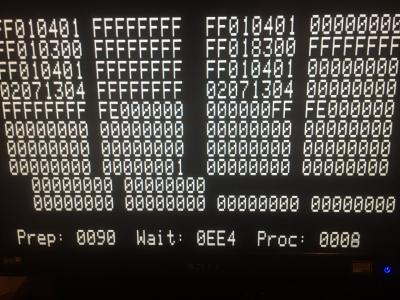 FF010401 FFFFFFFF FF010401 00000000
FF010300 FFFFFFFF FF018300 FFFFFFFF
FF010401 FFFFFFFF FF010401 00000000
02071304 FFFFFFFF 02071304 00000000
FFFFFFFF FE000000 000000FF FE000000
00000000 00000000 00000000 00000000
00000000 00000000 00000000 00000000
00000000 00000001 00000000 00000000
00000000 00000000
00000000 00000000 00000000 00000000
Prep: 0090 Wait: 0EE4 Proc: 0008